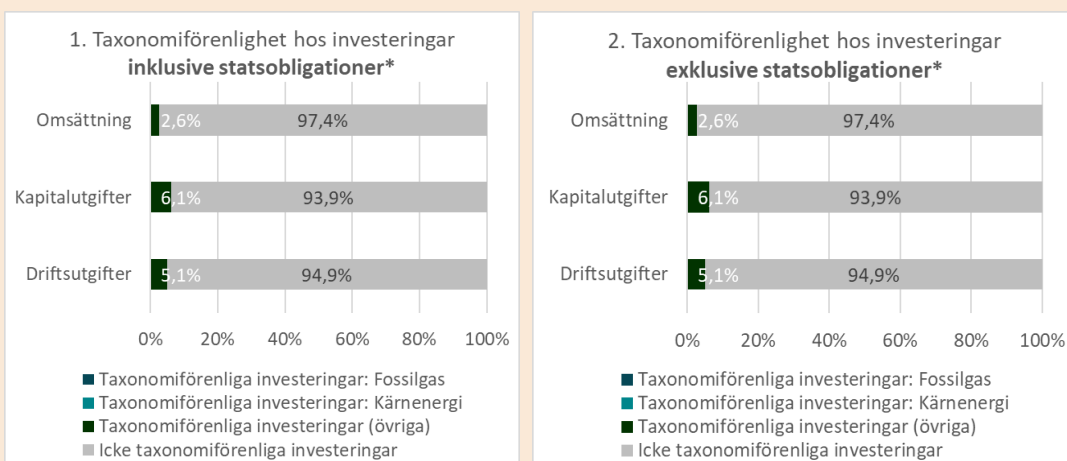 1. Taxonomiförenlighet hos investeringar
inklusive statsobligationer*
Omsättning
2,6%
97,4%
Kapitalutgifter
6,1%
93,9%
Driftsutgifter
5,1%
94,9%
0%
20%
40%
60%
80%
100%
Taxonomiförenliga investeringar: Fossilgas
Taxonomiförenliga investeringar: Kärnenergi
Taxonomiförenliga investeringar (övriga)
Icke taxonomiförenliga investeringar
2. Taxonomiförenlighet hos investeringar
exklusive statsobligationer*
Omsättning
2,6%
97,4%
Kapitalutgifter
6,1%
93,9%
Driftsutgifter
5,1%
94,9%
0%
20%
40%
60%
80%
100%
Taxonomiförenliga investeringar: Fossilgas
Taxonomiförenliga investeringar: Kärnenergi
Taxonomiförenliga investeringar (övriga)
Icke taxonomiförenliga investeringar